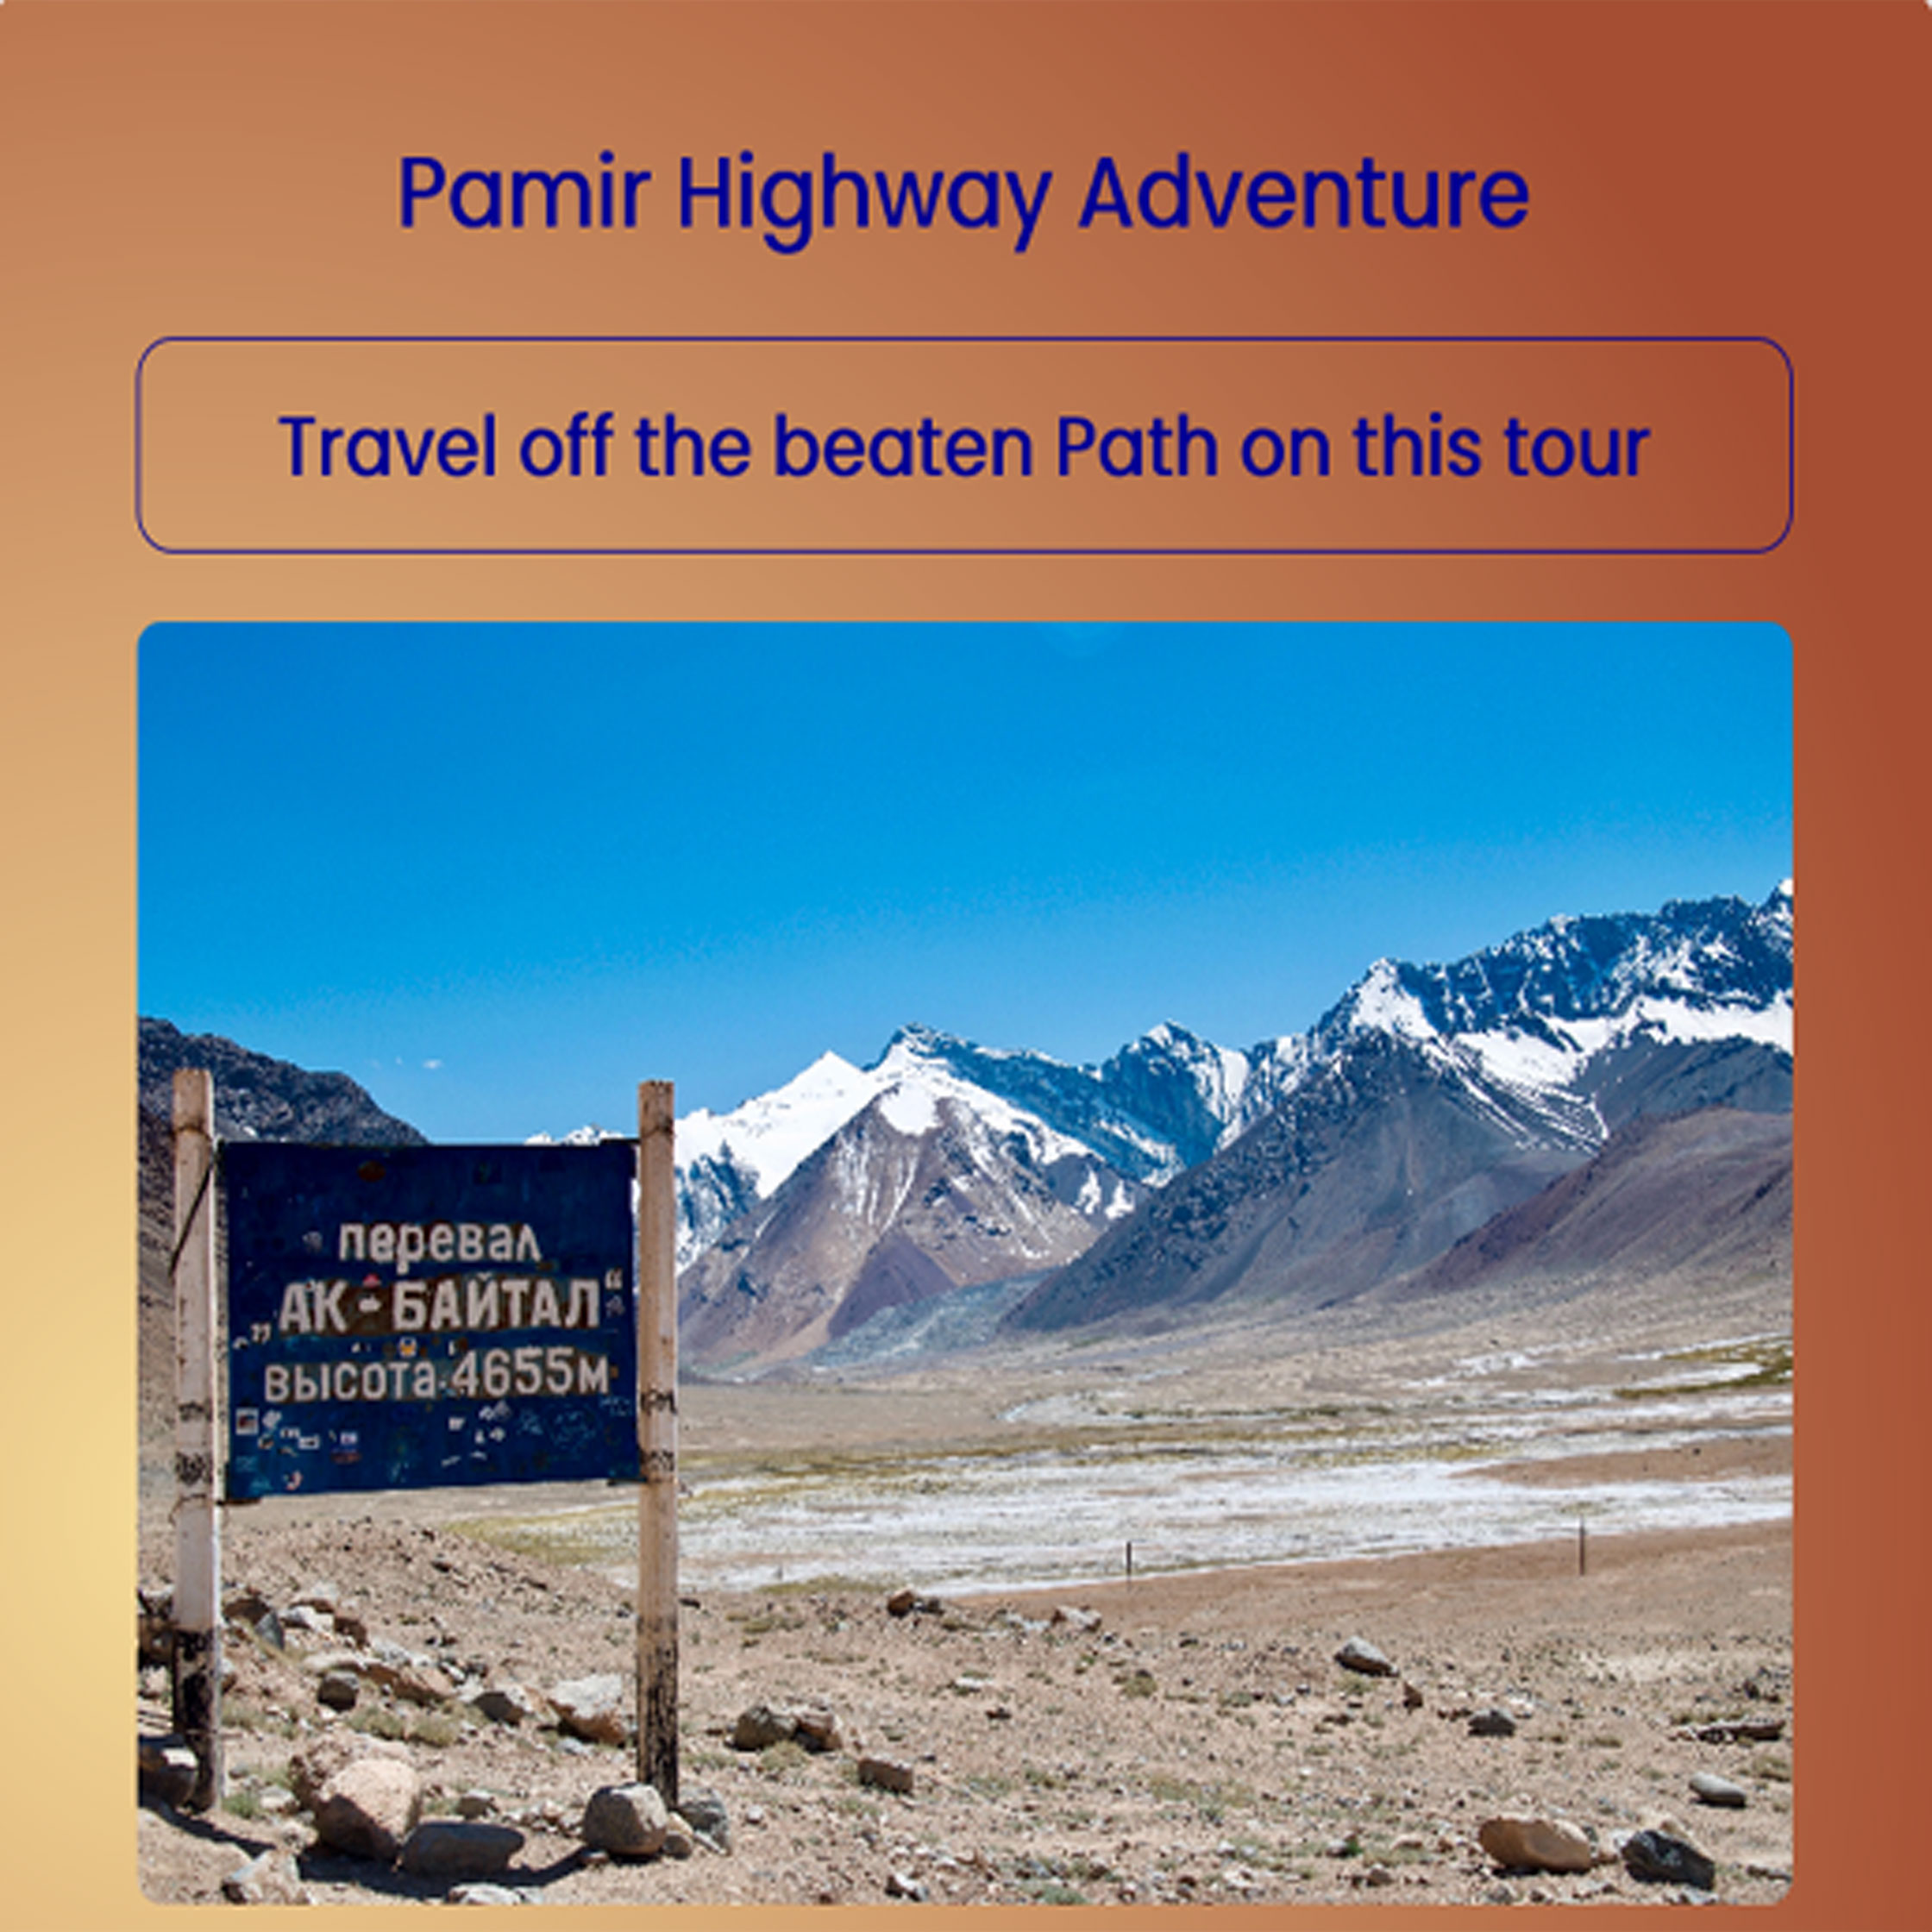 Pamir Highway Adventure
Travel off the beaten Path on this tour
перевал
„АК-БАЙТАЛ“
высота 4655м